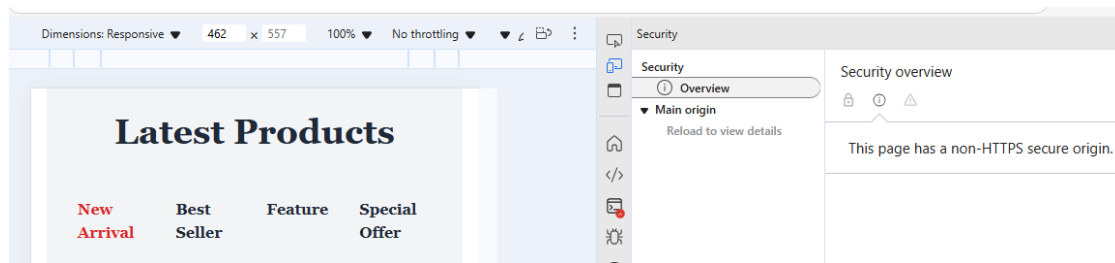 Dimensions: Responsive 462 x 557 100% No throttling
Security
Security
Overview
Main origin
Reload to view details
Security overview
This page has a non-HTTPS secure origin.
Latest Products
New Arrival
Best Seller
Feature
Special Offer